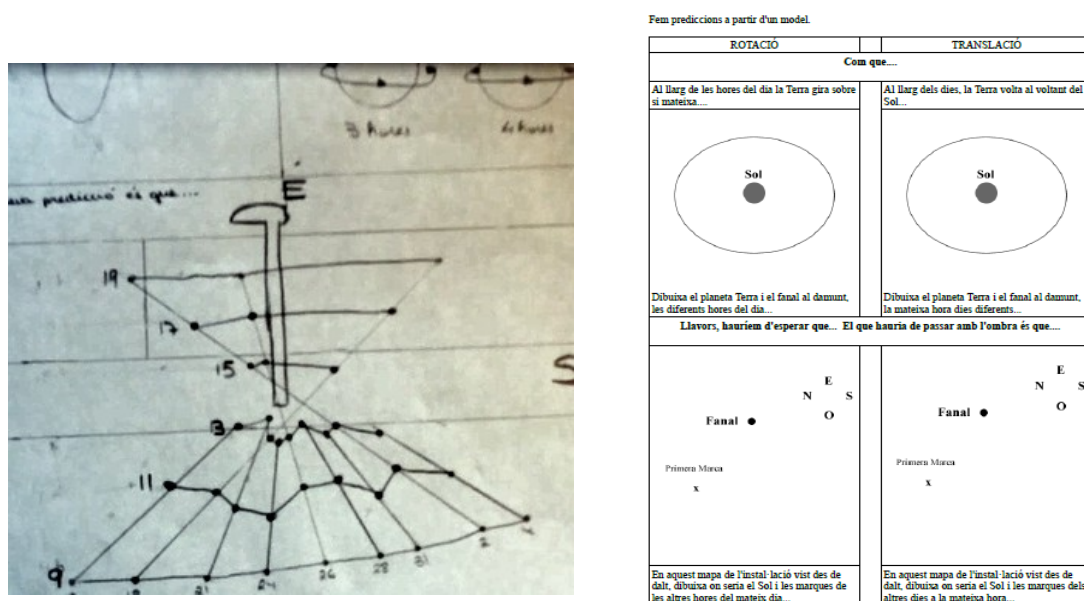 3 hores
4 hores
predicció és que...
E
19
17
15
S
13
11
9
21
24
26
28
31
2
4
Fem prediccions a partir d'un model.
ROTACIÓ
TRANSLACIÓ
Com que....
Al llarg de les hores del dia la Terra gira sobre
si mateixa....
Sol
Dibuixa el planeta Terra i el fanal al damunt,
les diferents hores del dia...
Al llarg dels dies, la Terra volta al voltant del
Sol...
Sol
Dibuixa el planeta Terra i el fanal al damunt,
la mateixa hora dies diferents...
Llavors, hauríem d'esperar que... El que hauria de passar amb l'ombra és que....
E
N S
O
Fanal
Primera Marca
x
En aquest mapa de l'instal·lació vist des de
dalt, dibuixa on seria el Sol i les marques de
les altres hores del mateix dia...
E
N S
O
Fanal
Primera Marca
x
En aquest mapa de l'instal·lació vist des de
dalt, dibuixa on seria el Sol i les marques dels
altres dies a la mateixa hora...